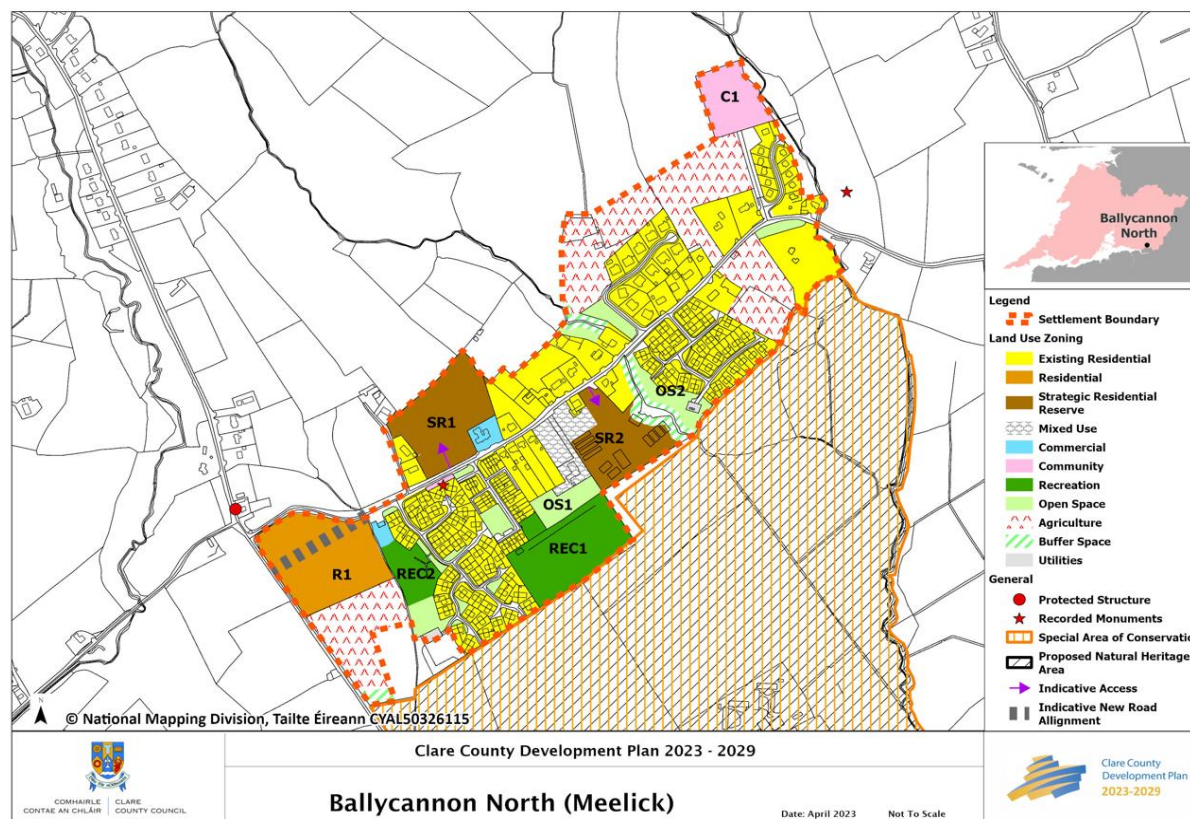 C1
SR1
OS2
SR2
OS1
REC1
R1
REC2
N
© National Mapping Division, Tailte Éireann CYAL50326115
Ballycannon
North
Legend
Settlement Boundary
Land Use Zoning
Existing Residential
Residential
Strategic Residential
Reserve
Mixed Use
Commercial
Community
Recreation
Open Space
Agriculture
Buffer Space
Utilities
General
Protected Structure
Recorded Monuments
Special Area of Conservatio
Proposed Natural Heritage
Area
Indicative Access
Indicative New Road
Allignment
COMHAIRLE
CONTAE AN CHLÁIR
CLARE
COUNTY COUNCIL
Clare County Development Plan 2023 - 2029
Ballycannon North (Meelick)
Date: April 2023 Not To Scale
Clare County
Development Plan
2023-2029